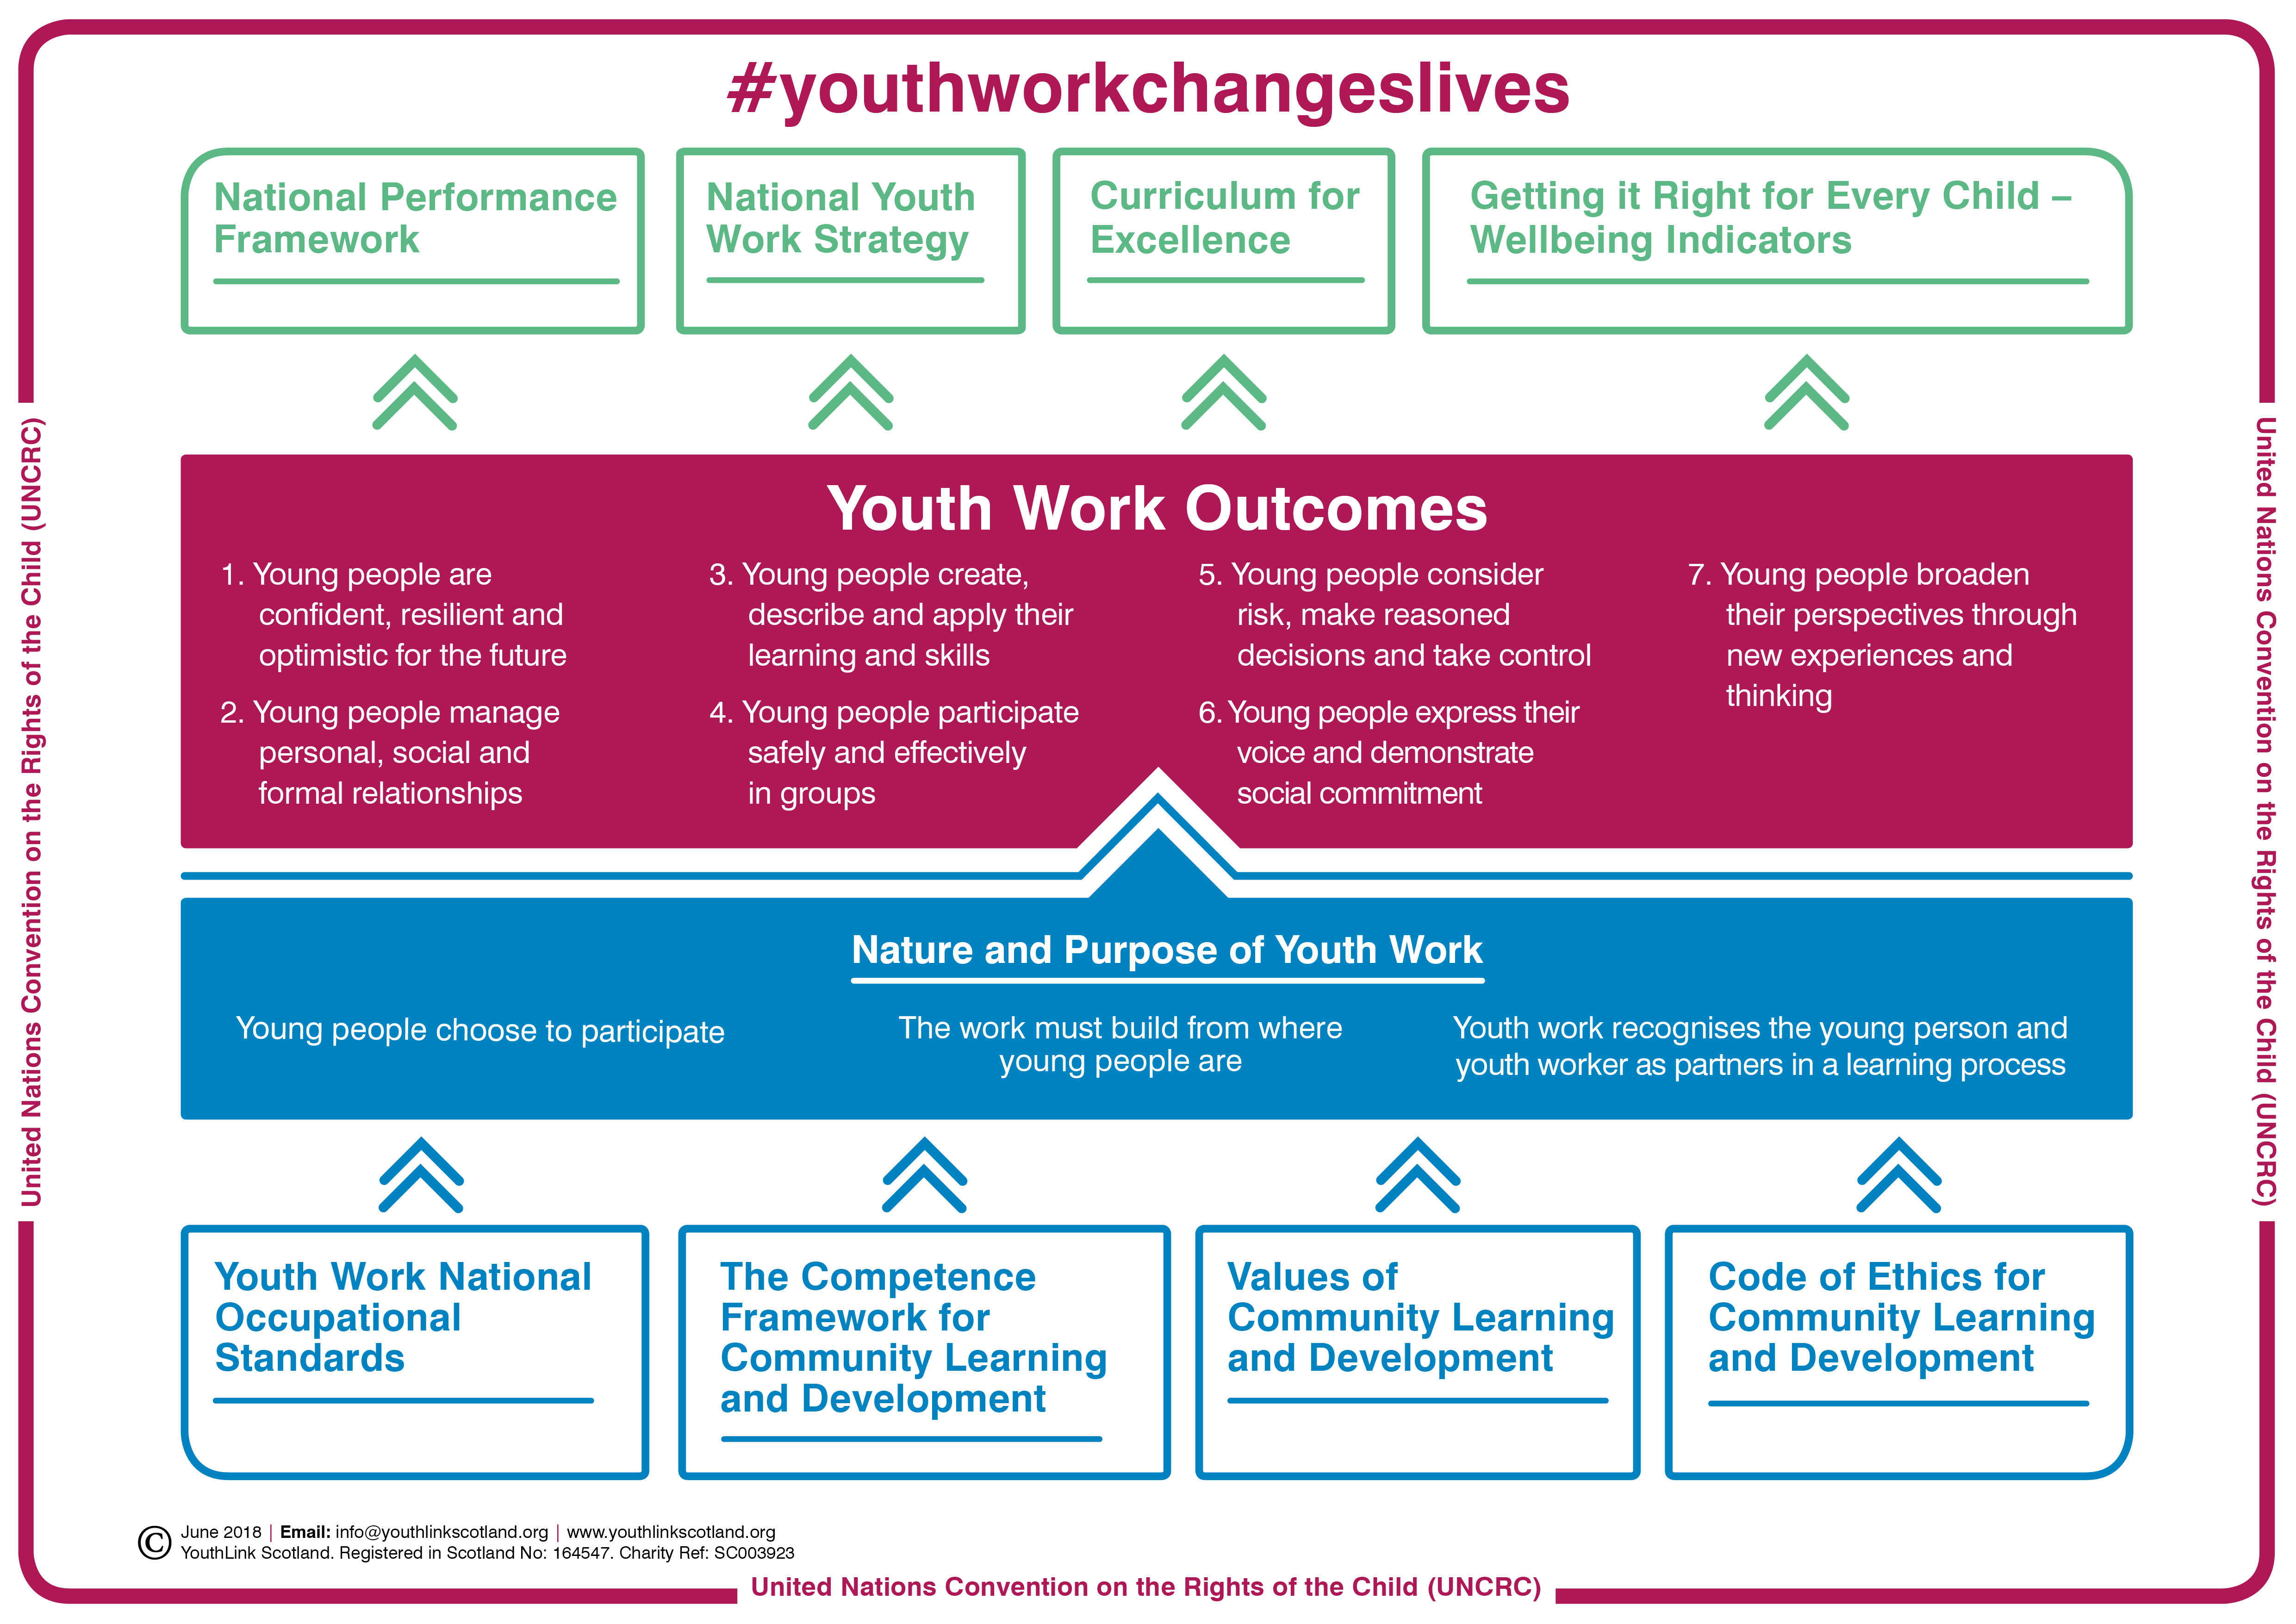 #youthworkchangeslives
National Performance
Framework
National Youth
Work Strategy
Curriculum for
Excellence
Getting it Right for Every Child –
Wellbeing Indicators
Youth Work Outcomes
1. Young people are
confident, resilient and
optimistic for the future
2. Young people manage
personal, social and
formal relationships
3. Young people create,
describe and apply their
learning and skills
4. Young people participate
safely and effectively
in groups
5. Young people consider
risk, make reasoned
decisions and take control
6. Young people express their
voice and demonstrate
social commitment
7. Young people broaden
their perspectives through
new experiences and
thinking
Nature and Purpose of Youth Work
Young people choose to participate
The work must build from where
young people are
Youth work recognises the young person and
youth worker as partners in a learning process
Youth Work National
Occupational
Standards
The Competence
Framework for
Community Learning
and Development
Values of
Community Learning
and Development
Code of Ethics for
Community Learning
and Development
© June 2018 | Email: info@youthlinkscotland.org | www.youthlinkscotland.org
YouthLink Scotland. Registered in Scotland No: 164547. Charity Ref: SC003923
United Nations Convention on the Rights of the Child (UNCRC)
United Nations Convention on the Rights of the Child (UNCRC)
United Nations Convention on the Rights of the Child (UNCRC)